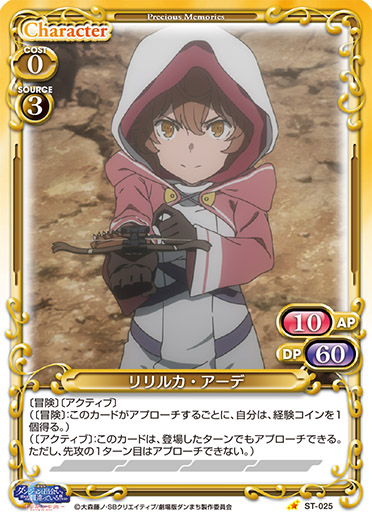 Precious Memories
Character
COST
0
SOURCE
3
10 AP
DP 60
リリルカ・アーデ
〔冒険〕〔アクティブ〕
（〔冒険〕：このカードがアプローチするごとに、自分は、経験コインを１
個得る。）
（〔アクティブ〕：このカードは、登場したターンでもアプローチできる。
ただし、先攻の１ターン目はアプローチできない。）
©大森藤ノ・SBクリエイティブ/劇場版ダンまち製作委員会
ST-025